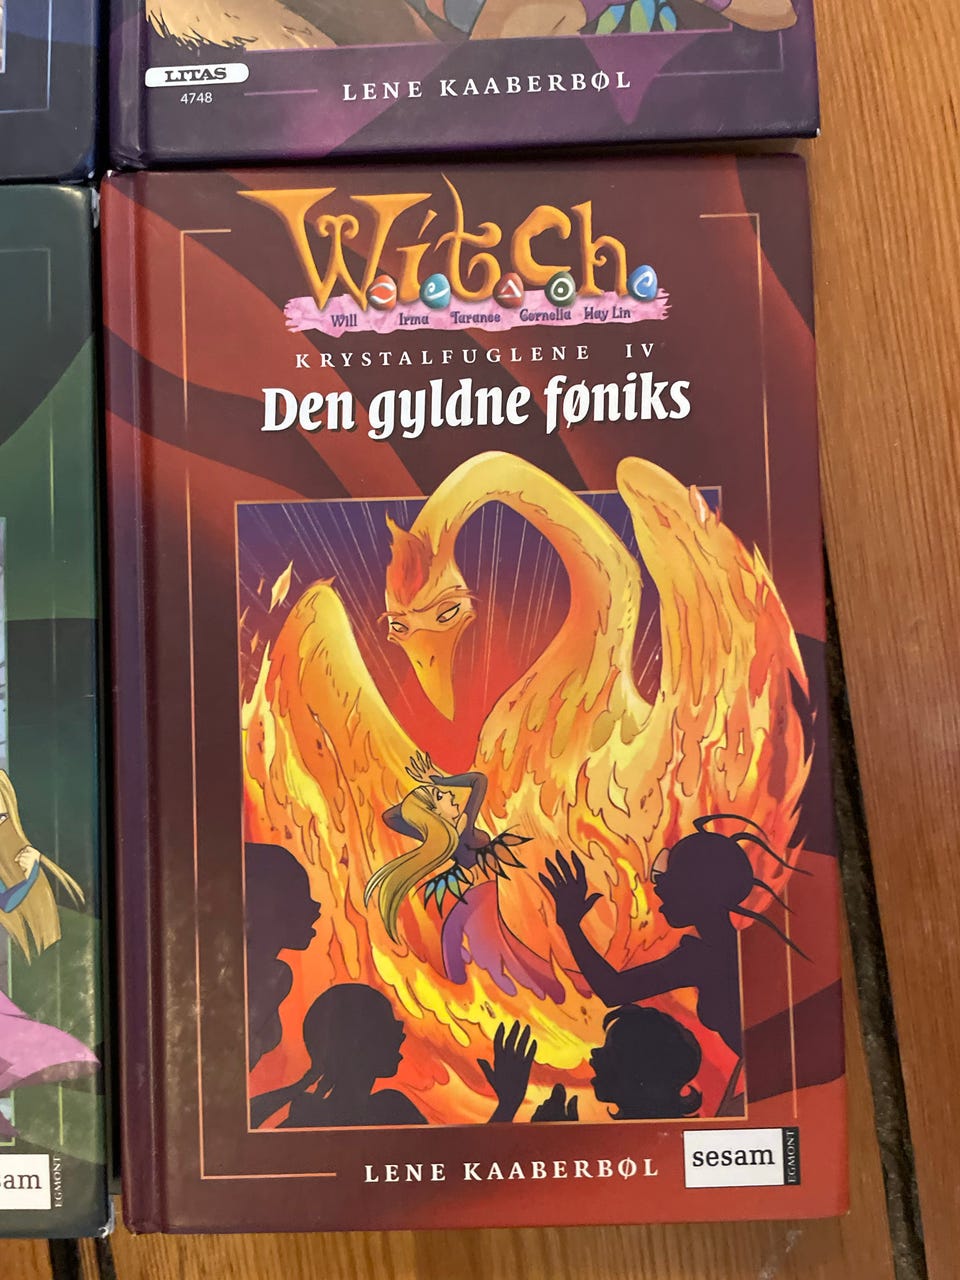 LITAS
4748
LENE KAABERBØL
Witch
Will Irma Taranee Cornelia Hay Lin
KRYSTALFUGLENE IV
Den gyldne føniks
LENE KAABERBØL
sesam
EGMONT
sam
EGMONT